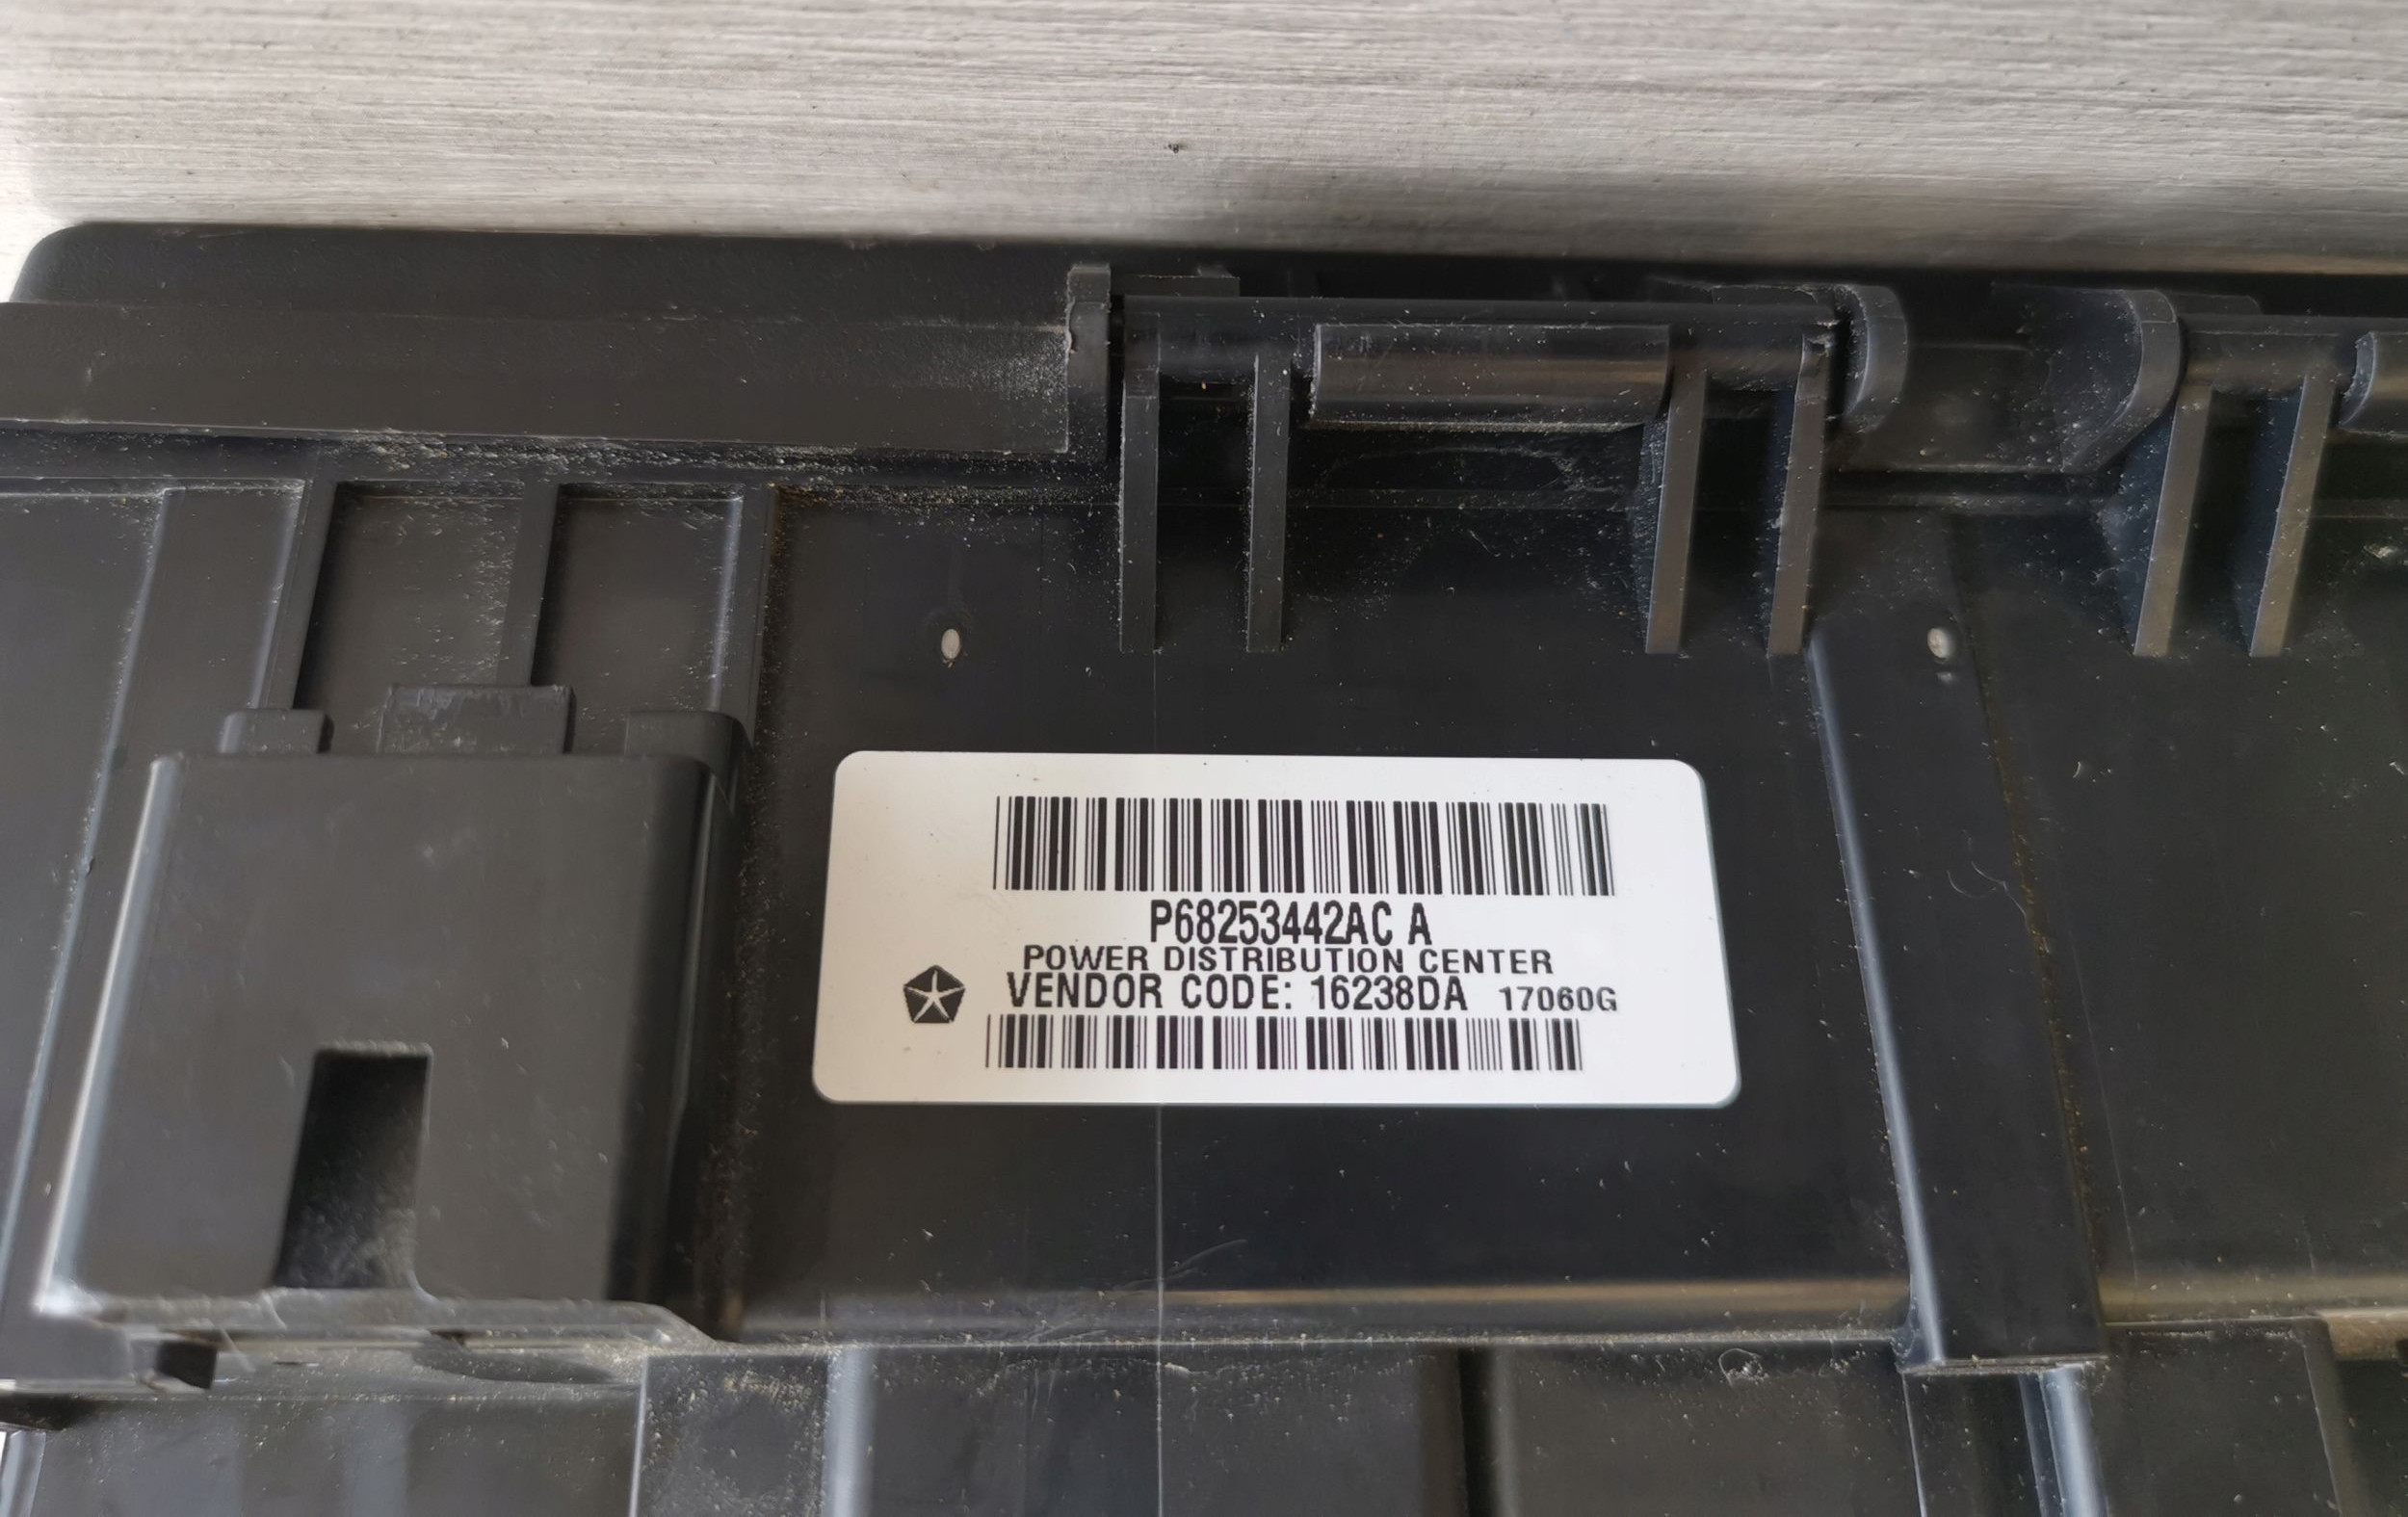 P68253442AC A
POWER DISTRIBUTION CENTER
VENDOR CODE: 16238DA 17060G